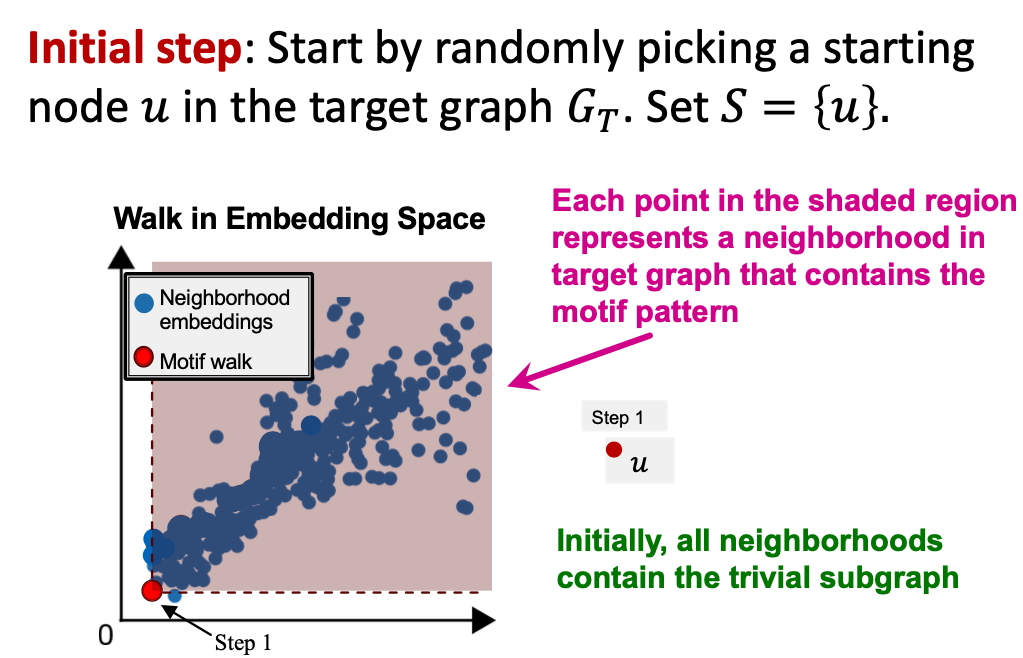 Initial step: Start by randomly picking a starting
node u in the target graph G_T. Set S = {u}.
Walk in Embedding Space
Each point in the shaded region
represents a neighborhood in
target graph that contains the
motif pattern
Neighborhood
embeddings
Motif walk
Step 1
u
Initially, all neighborhoods
contain the trivial subgraph
0
Step 1